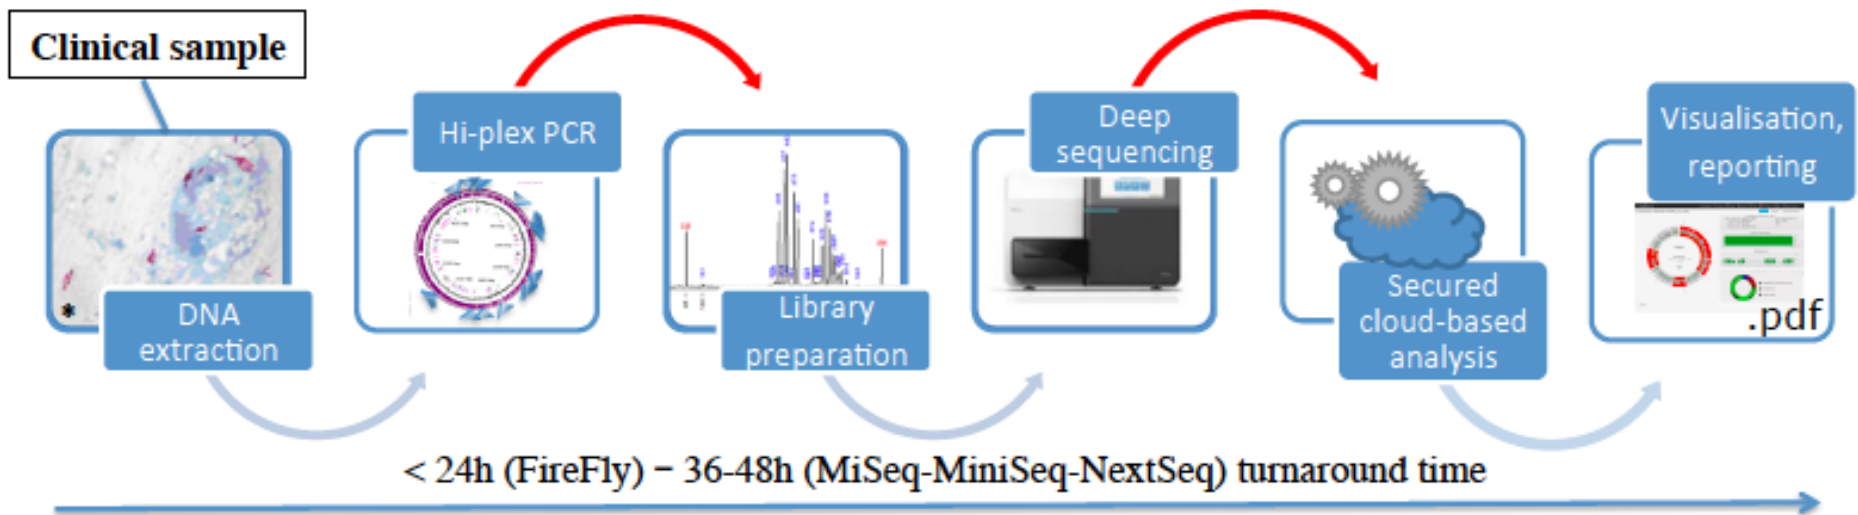 Clinical sample
*
DNA
extraction
Hi-plex PCR
Library
preparation
Deep
sequencing
Secured
cloud-based
analysis
Visualisation,
reporting
.pdf
< 24h (FireFly) − 36-48h (MiSeq-MiniSeq-NextSeq) turnaround time